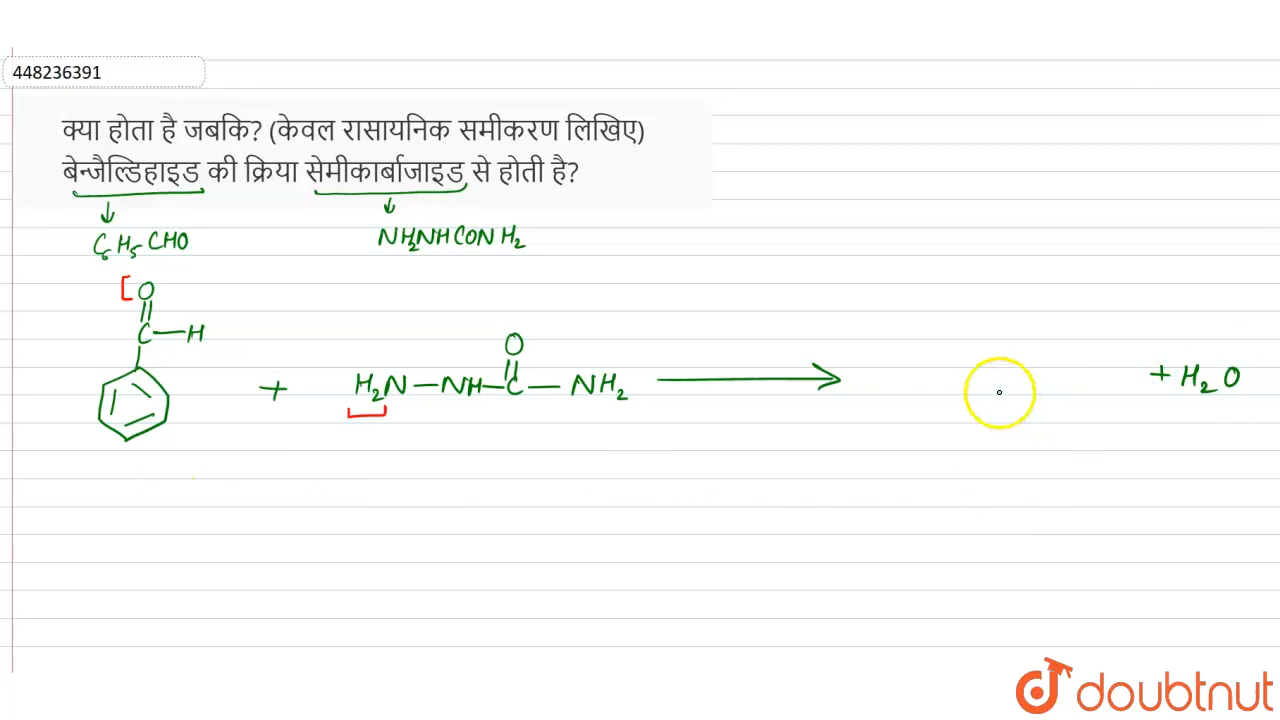 448236391
क्या होता है जबकि? (केवल रासायनिक समीकरण लिखिए)
बेन्जैल्डिहाइड की क्रिया सेमीकार्बाजाइड से होती है?
C6H5CHO
NH2NHCONH2
O
C—H
O
+ H2N—NH—C—NH2 + H2O
doubtnut